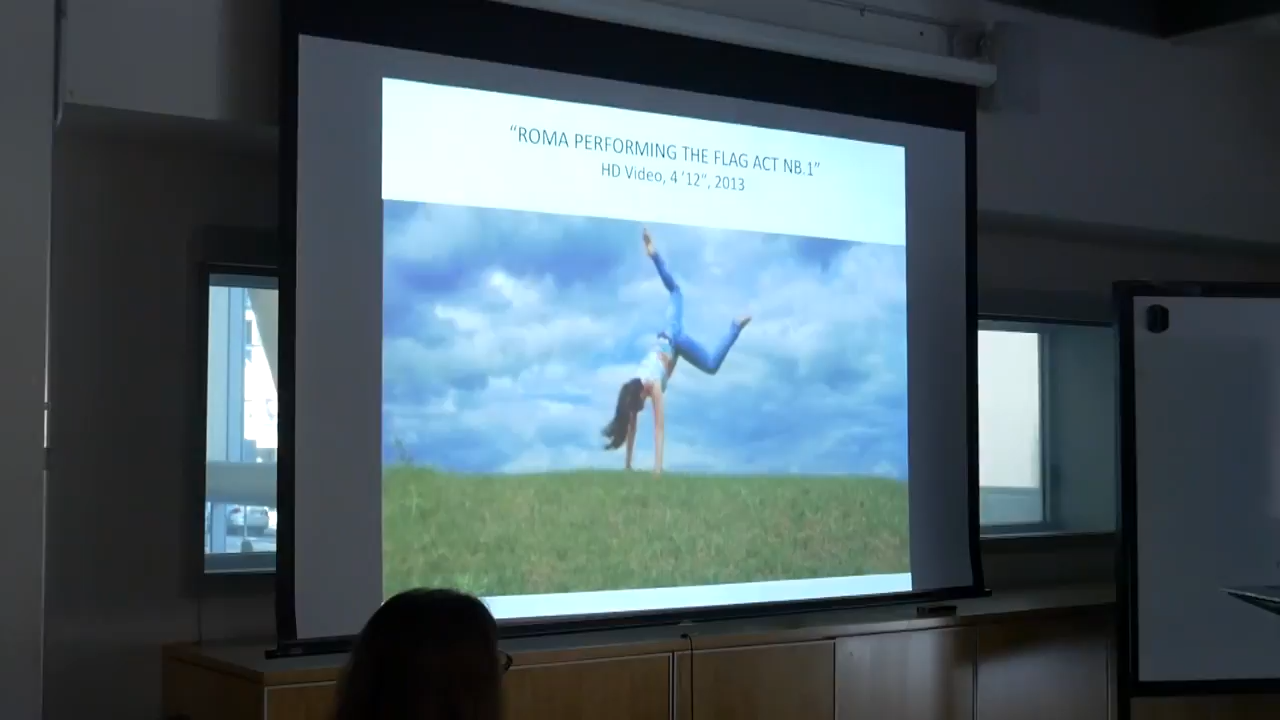 “ROMA PERFORMING THE FLAG ACT NB.1”
HD Video, 4 ‘12“, 2013